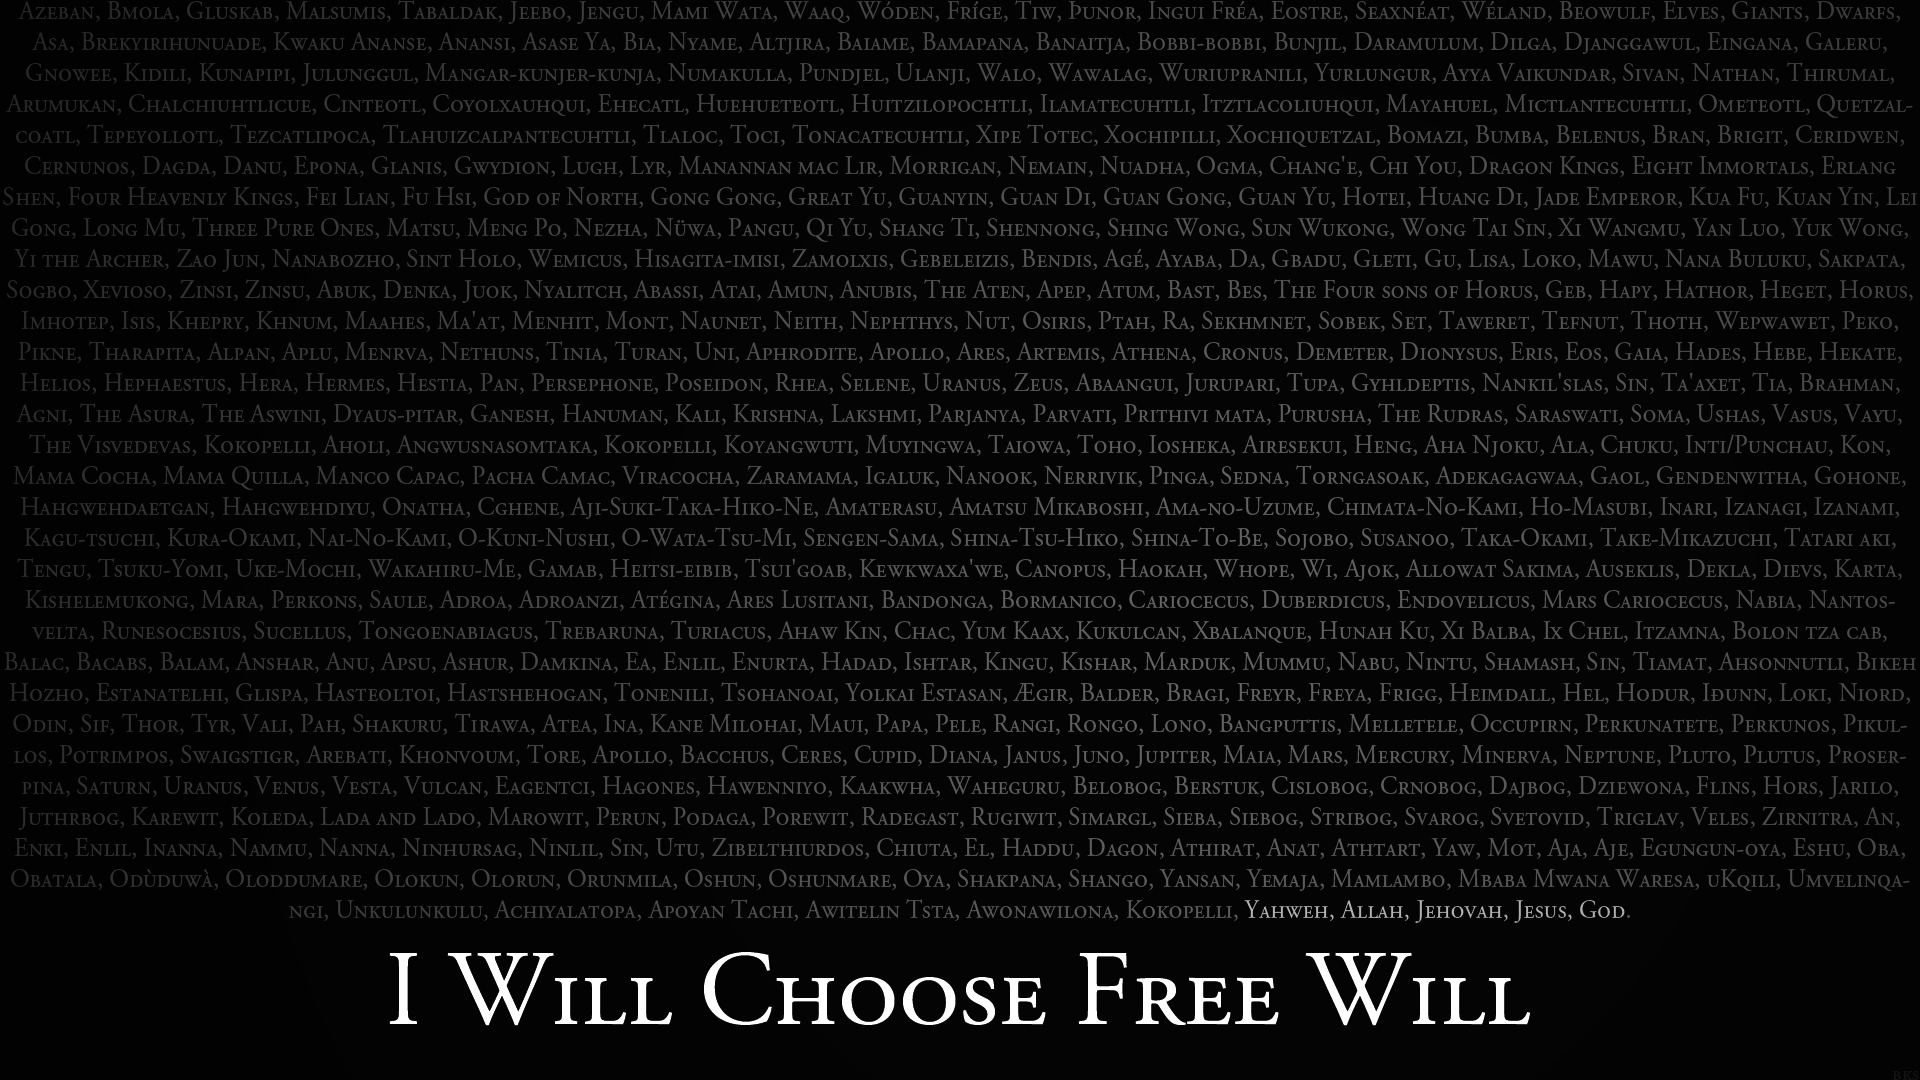 Azeban, Bmola, Gluskab, Malsumis, Tabaldak, Jeebo, Jengu, Mami Wata, Waaq, Wóden, Fríge, Tiw, Þunor, Ingui Fréa, Eostre, Seaxnéat, Wéland, Beowulf, Elves, Giants, Dwarfs,
Asa, Brekyirihunuade, Kwaku Ananse, Anansi, Asase Ya, Bia, Nyame, Altjira, Baiame, Bamapana, Banaitja, Bobbi-bobbi, Bunjil, Daramulum, Dilga, Djanggawul, Eingana, Galeru,
Gnowee, Kidili, Kunapipi, Julunggul, Mangar-kunjer-kunja, Numakulla, Pundjel, Ulanji, Walo, Wawalag, Wuriupranili, Yurlungur, Ayya Vaikundar, Sivan, Nathan, Thirumal,
Arumukan, Chalchiuhtlicue, Cinteotl, Coyolxauhqui, Ehecatl, Huehueteotl, Huitzilopochtli, Ilamatecuhtli, Itztlacoliuhqui, Mayahuel, Mictlantecuhtli, Ometeotl, Quetzal-
coatl, Tepeyollotl, Tezcatlipoca, Tlahuizcalpantecuhtli, Tlaloc, Toci, Tonacatecuhtli, Xipe Totec, Xochipilli, Xochiquetzal, Bomazi, Bumba, Belenus, Bran, Brigit, Ceridwen,
Cernunos, Dagda, Danu, Epona, Glanis, Gwydion, Lugh, Lyr, Manannan mac Lir, Morrigan, Nemain, Nuadha, Ogma, Chang'e, Chi You, Dragon Kings, Eight Immortals, Erlang
Shen, Four Heavenly Kings, Fei Lian, Fu Hsi, God of North, Gong Gong, Great Yu, Guanyin, Guan Di, Guan Gong, Guan Yu, Hotei, Huang Di, Jade Emperor, Kua Fu, Kuan Yin, Lei
Gong, Long Mu, Three Pure Ones, Matsu, Meng Po, Nezha, Nüwa, Pangu, Qi Yu, Shang Ti, Shennong, Shing Wong, Sun Wukong, Wong Tai Sin, Xi Wangmu, Yan Luo, Yuk Wong,
Yi the Archer, Zao Jun, Nanabozho, Sint Holo, Wemicus, Hisagita-imisi, Zamolxis, Gebeleizis, Bendis, Agé, Ayaba, Da, Gbadu, Gleti, Gu, Lisa, Loko, Mawu, Nana Buluku, Sakpata,
Sogbo, Xevioso, Zinsi, Zinsu, Abuk, Denka, Juok, Nyalitch, Abassi, Atai, Amun, Anubis, The Aten, Apep, Atum, Bast, Bes, The Four sons of Horus, Geb, Hapy, Hathor, Heget, Horus,
Imhotep, Isis, Khepry, Khnum, Maahes, Ma'at, Menhit, Mont, Naunet, Neith, Nephthys, Nut, Osiris, Ptah, Ra, Sekhmnet, Sobek, Set, Taweret, Tefnut, Thoth, Wepwawet, Peko,
Pikne, Tharapita, Alpan, Aplu, Menrva, Nethuns, Tinia, Turan, Uni, Aphrodite, Apollo, Ares, Artemis, Athena, Cronus, Demeter, Dionysus, Eris, Eos, Gaia, Hades, Hebe, Hekate,
Helios, Hephaestus, Hera, Hermes, Hestia, Pan, Persephone, Poseidon, Rhea, Selene, Uranus, Zeus, Abaangui, Jurupari, Tupa, Gyhldeptis, Nankil'slas, Sin, Ta'axet, Tia, Brahman,
Agni, The Asura, The Aswini, Dyaus-pitar, Ganesh, Hanuman, Kali, Krishna, Lakshmi, Parjanya, Parvati, Prithivi mata, Purusha, The Rudras, Saraswati, Soma, Ushas, Vasus, Vayu,
The Visvedevas, Kokopelli, Aholi, Angwusnasomtaka, Kokopelli, Koyangwuti, Muyingwa, Taiowa, Toho, Iosheka, Airesekui, Heng, Aha Njoku, Ala, Chuku, Inti/Punchau, Kon,
Mama Cocha, Mama Quilla, Manco Capac, Pacha Camac, Viracocha, Zaramama, Igaluk, Nanook, Nerrivik, Pinga, Sedna, Torngasoak, Adekagagwaa, Gaol, Gendenwitha, Gohone,
Hahgwehdaetgan, Hahgwehdiyu, Onatha, Cghene, Aji-Suki-Taka-Hiko-Ne, Amaterasu, Amatsu Mikaboshi, Ama-no-Uzume, Chimata-No-Kami, Ho-Masubi, Inari, Izanagi, Izanami,
Kagu-tsuchi, Kura-Okami, Nai-No-Kami, O-Kuni-Nushi, O-Wata-Tsu-Mi, Sengen-Sama, Shina-Tsu-Hiko, Shina-To-Be, Sojobo, Susanoo, Taka-Okami, Take-Mikazuchi, Tatari aki,
Tengu, Tsuku-Yomi, Uke-Mochi, Wakahiru-Me, Gamab, Heitsi-eibib, Tsui'goab, Kewkwaxa'we, Canopus, Haokah, Whope, Wi, Ajok, Allowat Sakima, Auseklis, Dekla, Dievs, Karta,
Kishelemukong, Mara, Perkons, Saule, Adroa, Adroanzi, Atégina, Ares Lusitani, Bandonga, Bormanico, Cariocecus, Duberdicus, Endovelicus, Mars Cariocecus, Nabia, Nantos-
velta, Runesocesius, Sucellus, Tongoenabiagus, Trebaruna, Turiacus, Ahaw Kin, Chac, Yum Kaax, Kukulcan, Xbalanque, Hunah Ku, Xi Balba, Ix Chel, Itzamna, Bolon tza cab,
Balac, Bacabs, Balam, Anshar, Anu, Apsu, Ashur, Damkina, Ea, Enlil, Enurta, Hadad, Ishtar, Kingu, Kishar, Marduk, Mummu, Nabu, Nintu, Shamash, Sin, Tiamat, Ahsonnutli, Bikeh
Hozho, Estanatelhi, Glispa, Hasteoltoi, Hastshehogan, Tonenili, Tsohanoai, Yolkai Estasan, Ægir, Balder, Bragi, Freyr, Freya, Frigg, Heimdall, Hel, Hodur, Iðunn, Loki, Niord,
Odin, Sif, Thor, Tyr, Vali, Pah, Shakuru, Tirawa, Atea, Ina, Kane Milohai, Maui, Papa, Pele, Rangi, Rongo, Lono, Bangputtis, Melletele, Occupirn, Perkunatete, Perkunos, Pikul-
los, Potrimpos, Swaigstigr, Arebati, Khonvoum, Tore, Apollo, Bacchus, Ceres, Cupid, Diana, Janus, Juno, Jupiter, Maia, Mars, Mercury, Minerva, Neptune, Pluto, Plutus, Proser-
pina, Saturn, Uranus, Venus, Vesta, Vulcan, Eagentci, Hagones, Hawenniyo, Kaakwha, Waheguru, Belobog, Berstuk, Cislobog, Crnobog, Dajbog, Dziewona, Flins, Hors, Jarilo,
Juthrbog, Karewit, Koleda, Lada and Lado, Marowit, Perun, Podaga, Porewit, Radegast, Rugiwit, Simargl, Sieba, Siebog, Stribog, Svarog, Svetovid, Triglav, Veles, Zirnitra, An,
Enki, Enlil, Inanna, Nammu, Nanna, Ninhursag, Ninlil, Sin, Utu, Zibelthiurdos, Chiuta, El, Haddu, Dagon, Athirat, Anat, Athtart, Yaw, Mot, Aja, Aje, Egungun-oya, Eshu, Oba,
Obatala, Odùduwà, Oloddumare, Olokun, Olorun, Orunmila, Oshun, Oshunmare, Oya, Shakpana, Shango, Yansan, Yemaja, Mamlambo, Mbaba Mwana Waresa, uKqili, Umvelinqa-
ngi, Unkulunkulu, Achiyalatopa, Apoyan Tachi, Awitelin Tsta, Awonawilona, Kokopelli, Yahweh, Allah, Jehovah, Jesus, God.
I Will Choose Free Will
BKS